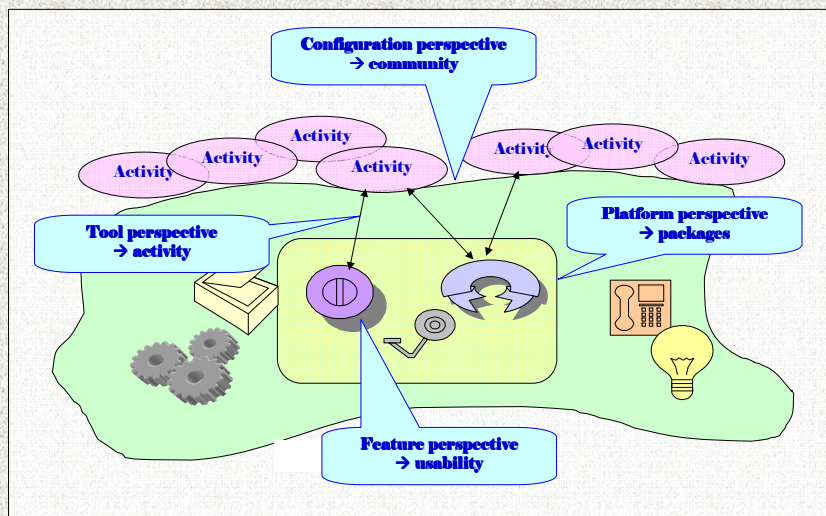 Configuration perspective
→ community
Activity
Activity
Activity
Activity
Activity
Activity
Activity
Tool perspective
→ activity
Platform perspective
→ packages
Feature perspective
→ usability